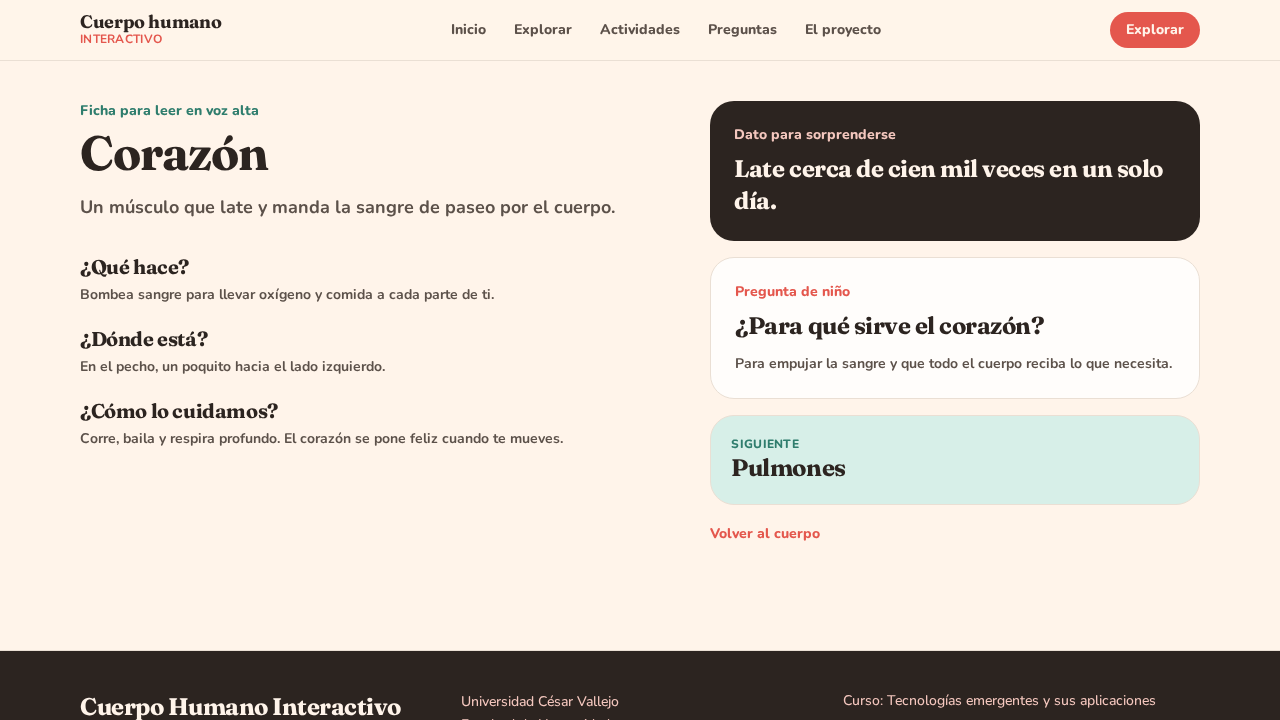 Cuerpo humano
INTERACTIVO
Inicio
Explorar
Actividades
Preguntas
El proyecto
Explorar
Ficha para leer en voz alta
Corazón
Un músculo que late y manda la sangre de paseo por el cuerpo.
¿Qué hace?
Bombea sangre para llevar oxígeno y comida a cada parte de ti.
¿Dónde está?
En el pecho, un poquito hacia el lado izquierdo.
¿Cómo lo cuidamos?
Corre, baila y respira profundo. El corazón se pone feliz cuando te mueves.
Dato para sorprenderse
Late cerca de cien mil veces en un solo
día.
Pregunta de niño
¿Para qué sirve el corazón?
Para empujar la sangre y que todo el cuerpo reciba lo que necesita.
SIGUIENTE
Pulmones
Volver al cuerpo
Cuerpo Humano Interactivo
Universidad César Vallejo
Curso: Tecnologías emergentes y sus aplicaciones